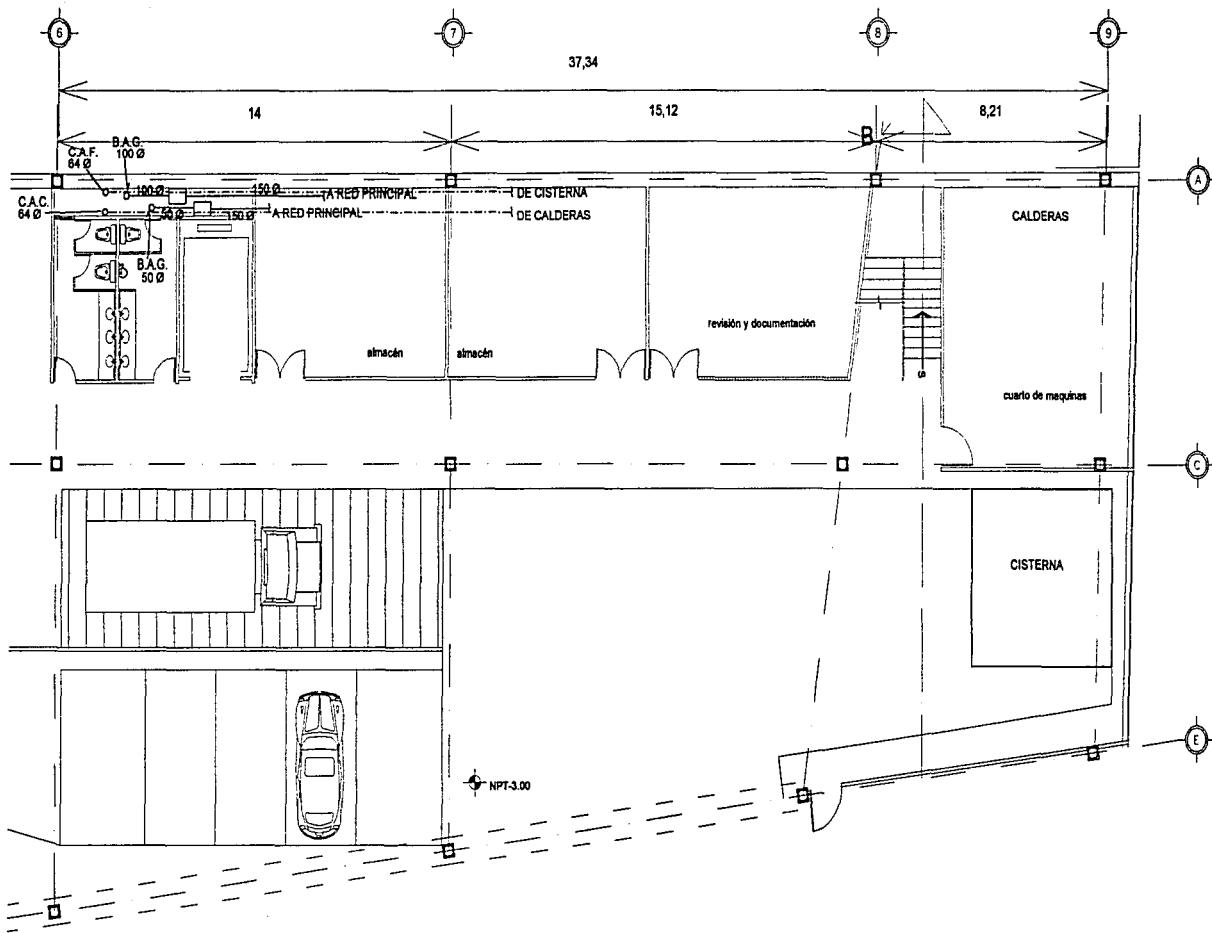 6
7
8
9
37,34
14
15,12
8,21
B
B.A.G.
100 Ø
C.A.F.
64 Ø
100 Ø
150 Ø
A RED PRINCIPAL
DE CISTERNA
A
C.A.C.
64 Ø
50 Ø
150 Ø
A RED PRINCIPAL
DE CALDERAS
CALDERAS
B.A.G.
50 Ø
revisión y documentación
almacén
almacén
S
cuarto de maquinas
C
CISTERNA
E
NPT-3.00